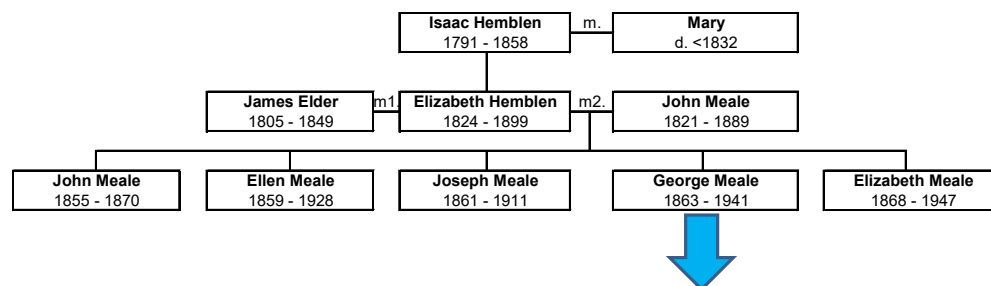 Isaac Hemblen
1791 - 1858
m.
Mary
d. <1832
James Elder
1805 - 1849
m1.
Elizabeth Hemblen
1824 - 1899
m2.
John Meale
1821 - 1889
John Meale
1855 - 1870
Ellen Meale
1859 - 1928
Joseph Meale
1861 - 1911
George Meale
1863 - 1941
Elizabeth Meale
1868 - 1947